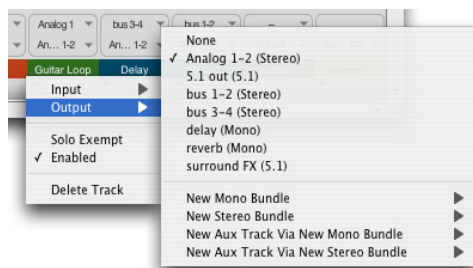 Analog 1 bus 3-4 bus 1-2 –
An... 1-2 An... 1-2
Guitar Loop Delay
Input
Output
Solo Exempt
✓ Enabled
Delete Track
None
✓ Analog 1-2 (Stereo)
5.1 out (5.1)
bus 1-2 (Stereo)
bus 3-4 (Stereo)
delay (Mono)
reverb (Mono)
surround FX (5.1)
New Mono Bundle
New Stereo Bundle
New Aux Track Via New Mono Bundle
New Aux Track Via New Stereo Bundle